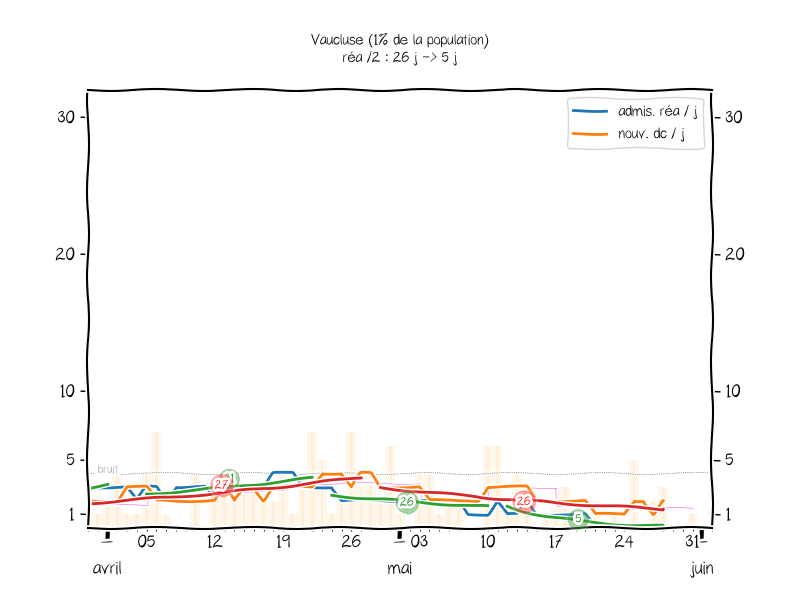 Vaucluse (1% de la population)
réa /2 : 26 j -> 5 j
admis. réa / j
nouv. dc / j
30
30
20
20
10
10
5
5
bruit
1
1
27
26
26
5
05
12
19
26
03
10
17
24
31
avril
mai
juin